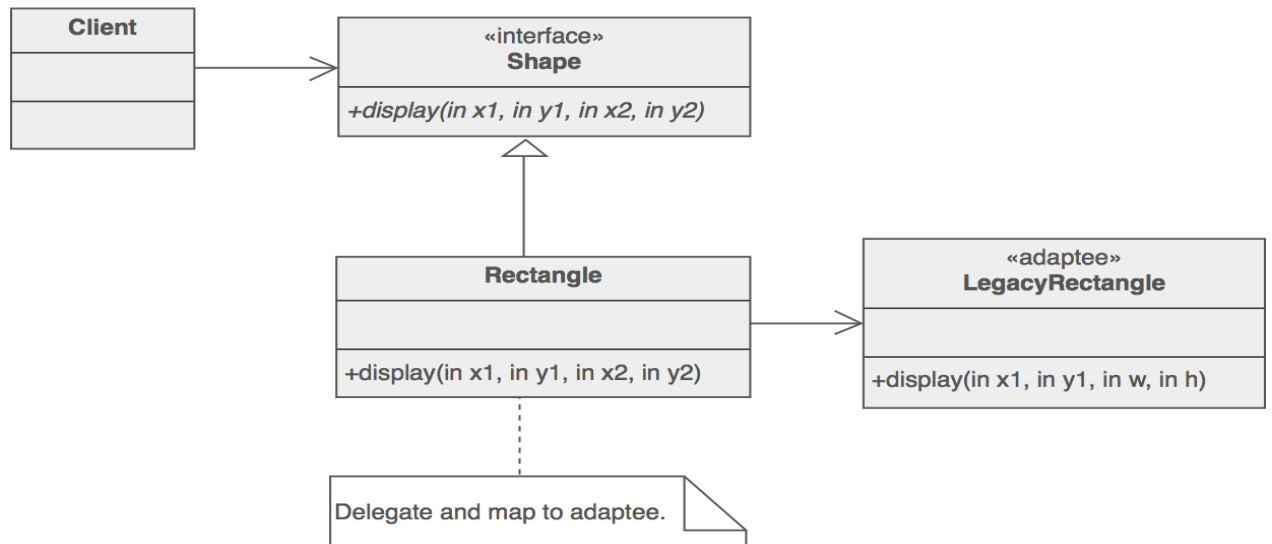 Client
«interface»
Shape
+display(in x1, in y1, in x2, in y2)
Rectangle
+display(in x1, in y1, in x2, in y2)
«adaptee»
LegacyRectangle
+display(in x1, in y1, in w, in h)
Delegate and map to adaptee.